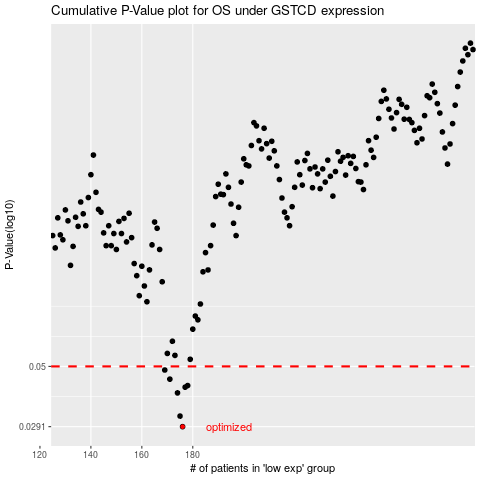 Cumulative P-Value plot for OS under GSTCD expression
P-Value(log10)
0.05
0.0291
optimized
120 140 160 180
# of patients in 'low exp' group